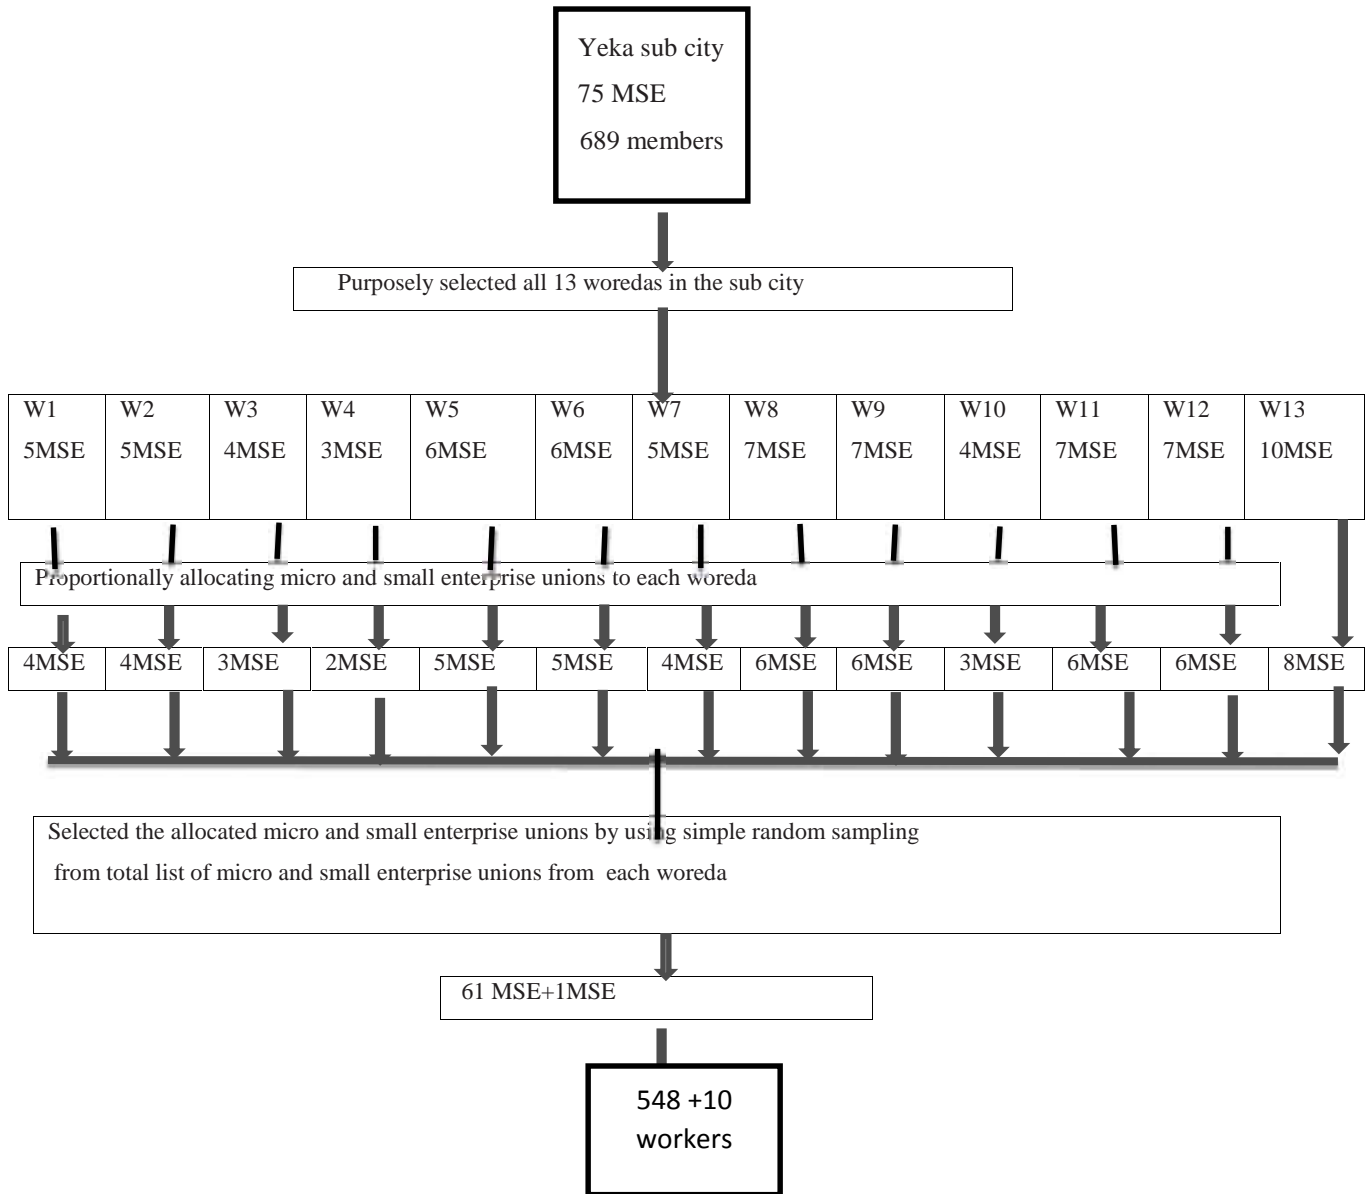 Yeka sub city
75 MSE
689 members
Purposely selected all 13 woredas in the sub city
W1 W2 W3 W4 W5 W6 W7 W8 W9 W10 W11 W12 W13
5MSE 5MSE 4MSE 3MSE 6MSE 6MSE 5MSE 7MSE 7MSE 4MSE 7MSE 7MSE 10MSE
Proportionally allocating micro and small enterprise unions to each woreda
4MSE 4MSE 3MSE 2MSE 5MSE 5MSE 4MSE 6MSE 6MSE 3MSE 6MSE 6MSE 8MSE
Selected the allocated micro and small enterprise unions by using simple random sampling
from total list of micro and small enterprise unions from each woreda
61 MSE+1MSE
548 +10
workers